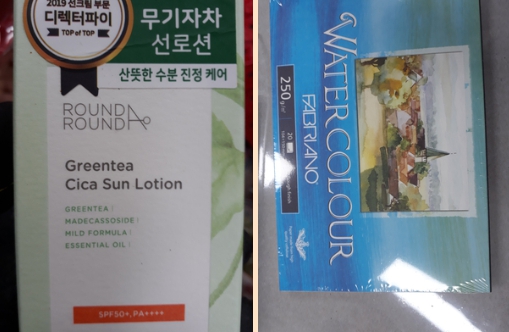 2019 선크림 부문
디렉터파이
TOP of TOP
무기자차
선로션
산뜻한 수분 진정 케어
ROUND A
ROUND
Greentea
Cica Sun Lotion
GREENTEA
MADECASSOSIDE
MILD FORMULA
ESSENTIAL OIL
SPF50+, PA++++
WATERCOLOUR
FABRIANO
250
20